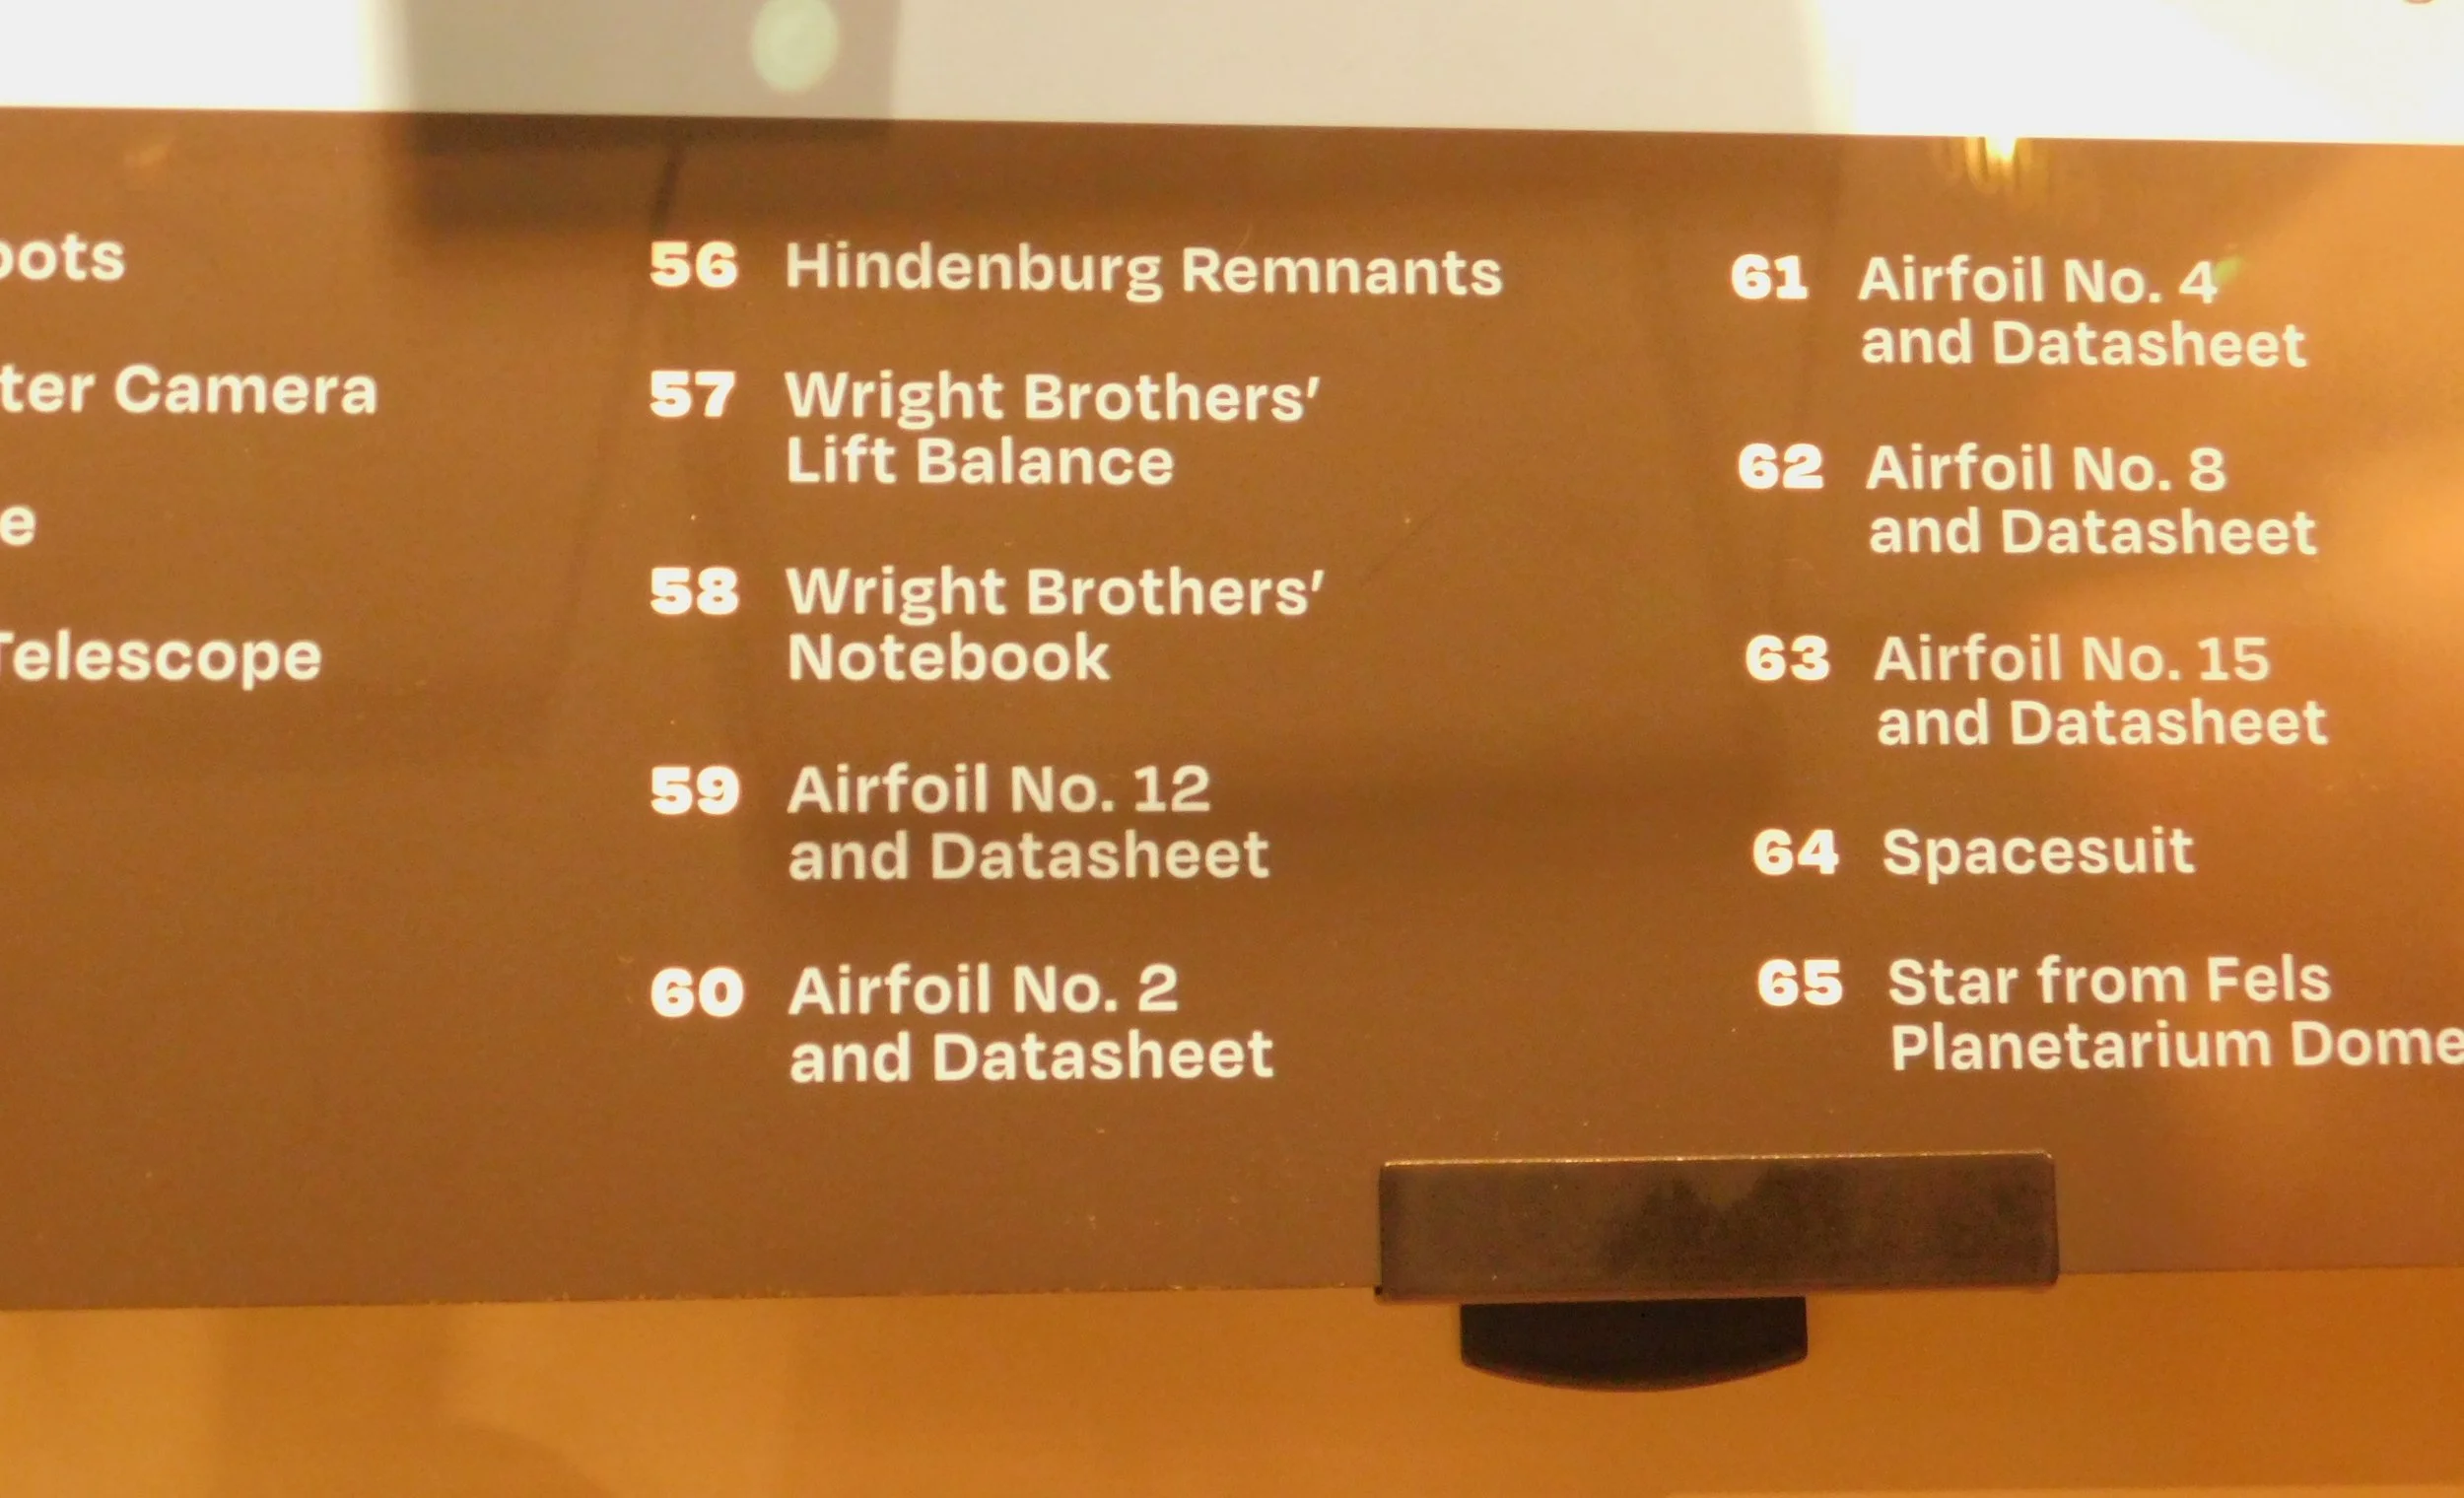 Camera
Telescope
56 Hindenburg Remnants
57 Wright Brothers’
Lift Balance
58 Wright Brothers’
Notebook
59 Airfoil No. 12
and Datasheet
60 Airfoil No. 2
and Datasheet
61 Airfoil No. 4
and Datasheet
62 Airfoil No. 8
and Datasheet
63 Airfoil No. 15
and Datasheet
64 Spacesuit
65 Star from Fels
Planetarium Dome